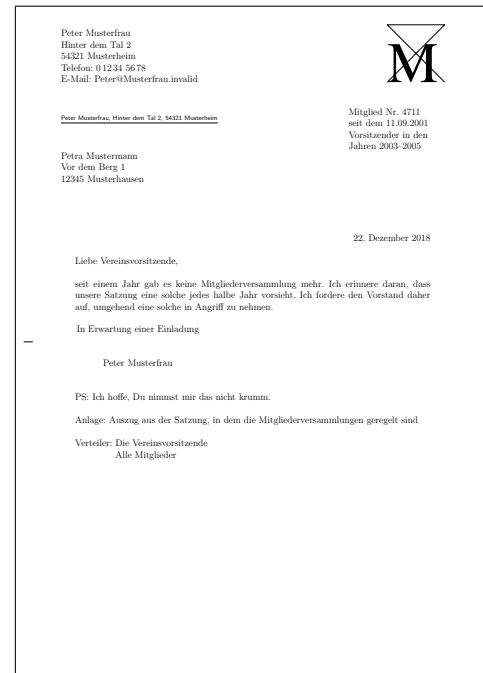 Peter Musterfrau
Hinter dem Tal 2
54321 Musterheim
Telefon: 0 12 34 56 78
E-Mail: Peter@Musterfrau.invalid
M
Peter Musterfrau, Hinter dem Tal 2, 54321 Musterheim
Mitglied Nr. 4711
seit dem 11.09.2001
Vorsitzender in den
Jahren 2003–2005
Petra Mustermann
Vor dem Berg 1
12345 Musterhausen
22. Dezember 2018
Liebe Vereinsvorsitzende,
seit einem Jahr gab es keine Mitgliederversammlung mehr. Ich erinnere daran, dass
unsere Satzung eine solche jedes halbe Jahr vorsieht. Ich fordere den Vorstand daher
auf, umgehend eine solche in Angriff zu nehmen.
In Erwartung einer Einladung
Peter Musterfrau
PS: Ich hoffe, Du nimmst mir das nicht krumm.
Anlage: Auszug aus der Satzung, in dem die Mitgliederversammlungen geregelt sind
Verteiler: Die Vereinsvorsitzende
Alle Mitglieder